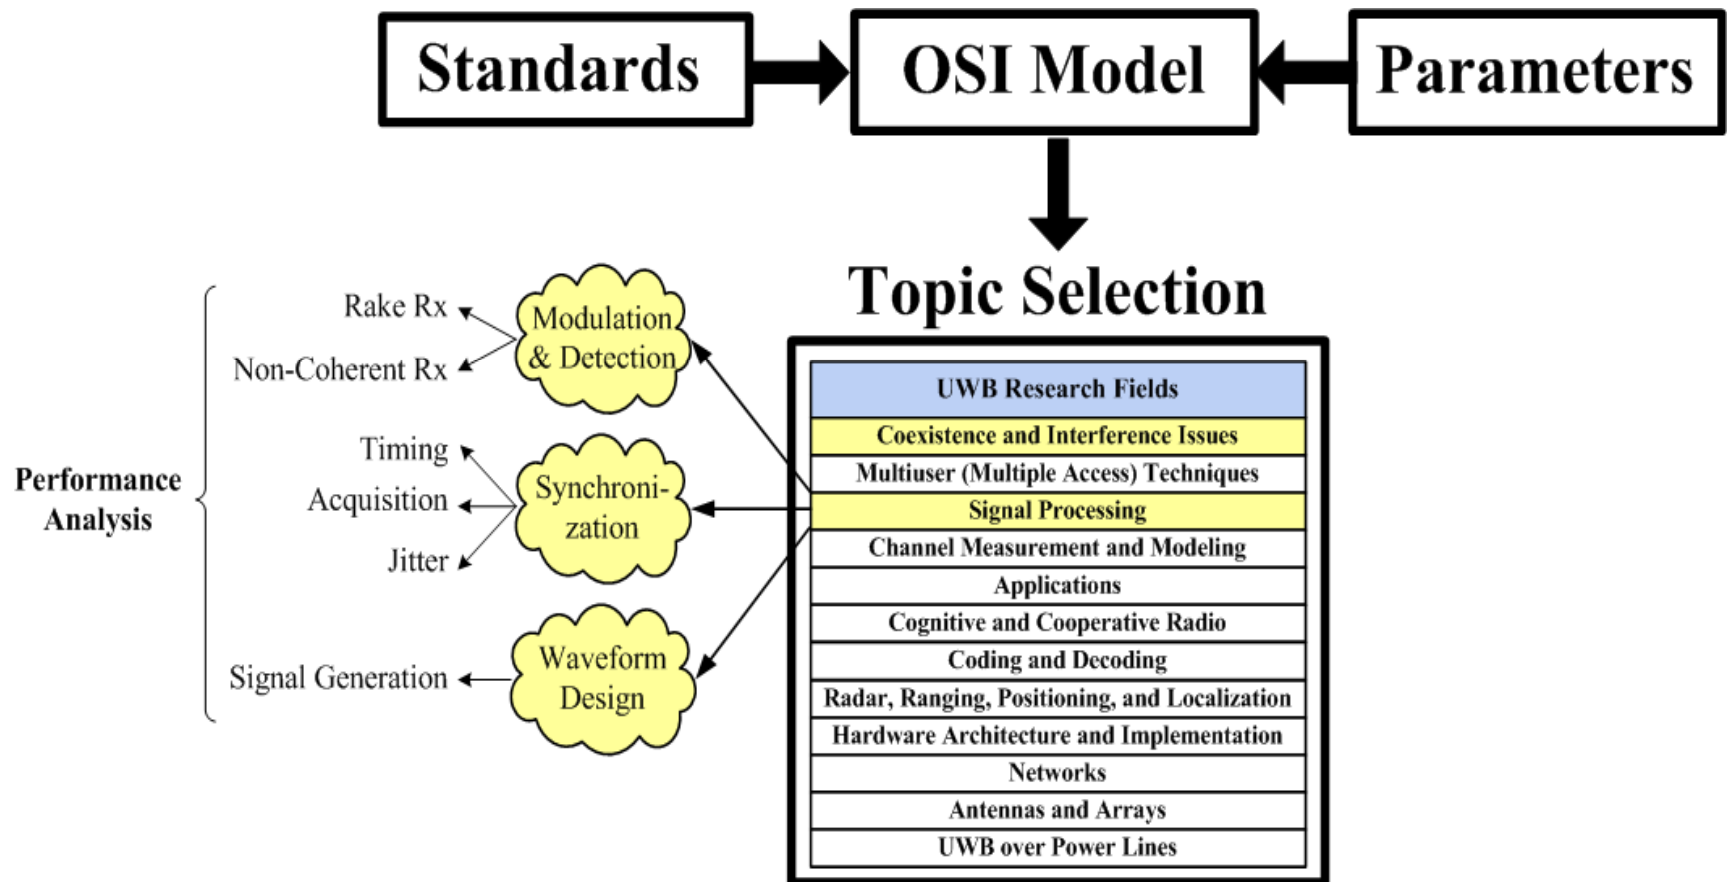 Standards
OSI Model
Parameters
Topic Selection
Rake Rx
Non-Coherent Rx
Modulation
& Detection
Timing
Acquisition
Jitter
Synchroni-
zation
Performance
Analysis
Signal Generation
Waveform
Design
UWB Research Fields
Coexistence and Interference Issues
Multiuser (Multiple Access) Techniques
Signal Processing
Channel Measurement and Modeling
Applications
Cognitive and Cooperative Radio
Coding and Decoding
Radar, Ranging, Positioning, and Localization
Hardware Architecture and Implementation
Networks
Antennas and Arrays
UWB over Power Lines